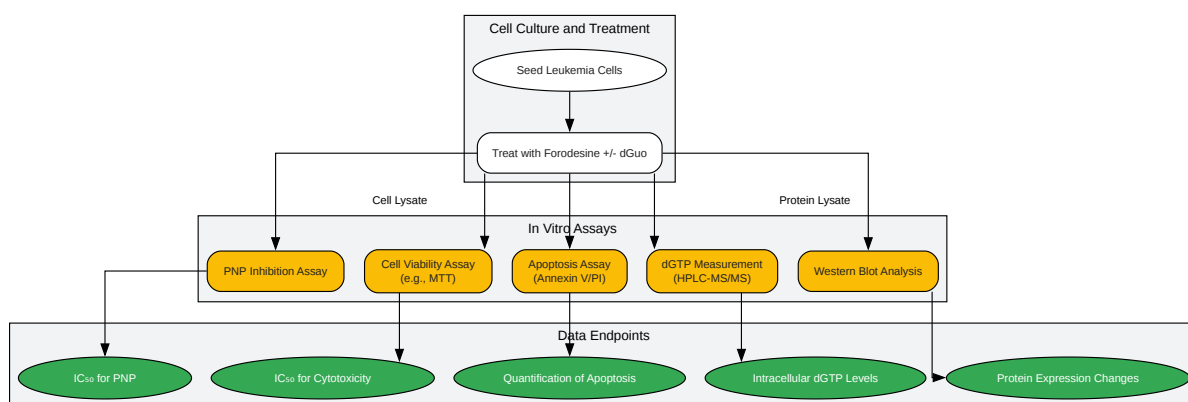 Cell Culture and Treatment
Seed Leukemia Cells
Treat with Forodesine +/- dGuo
Cell Lysate
Protein Lysate
In Vitro Assays
PNP Inhibition Assay
Cell Viability Assay
(e.g., MTT)
Apoptosis Assay
(Annexin V/PI)
dGTP Measurement
(HPLC-MS/MS)
Western Blot Analysis
Data Endpoints
IC₅₀ for PNP
IC₅₀ for Cytotoxicity
Quantification of Apoptosis
Intracellular dGTP Levels
Protein Expression Changes